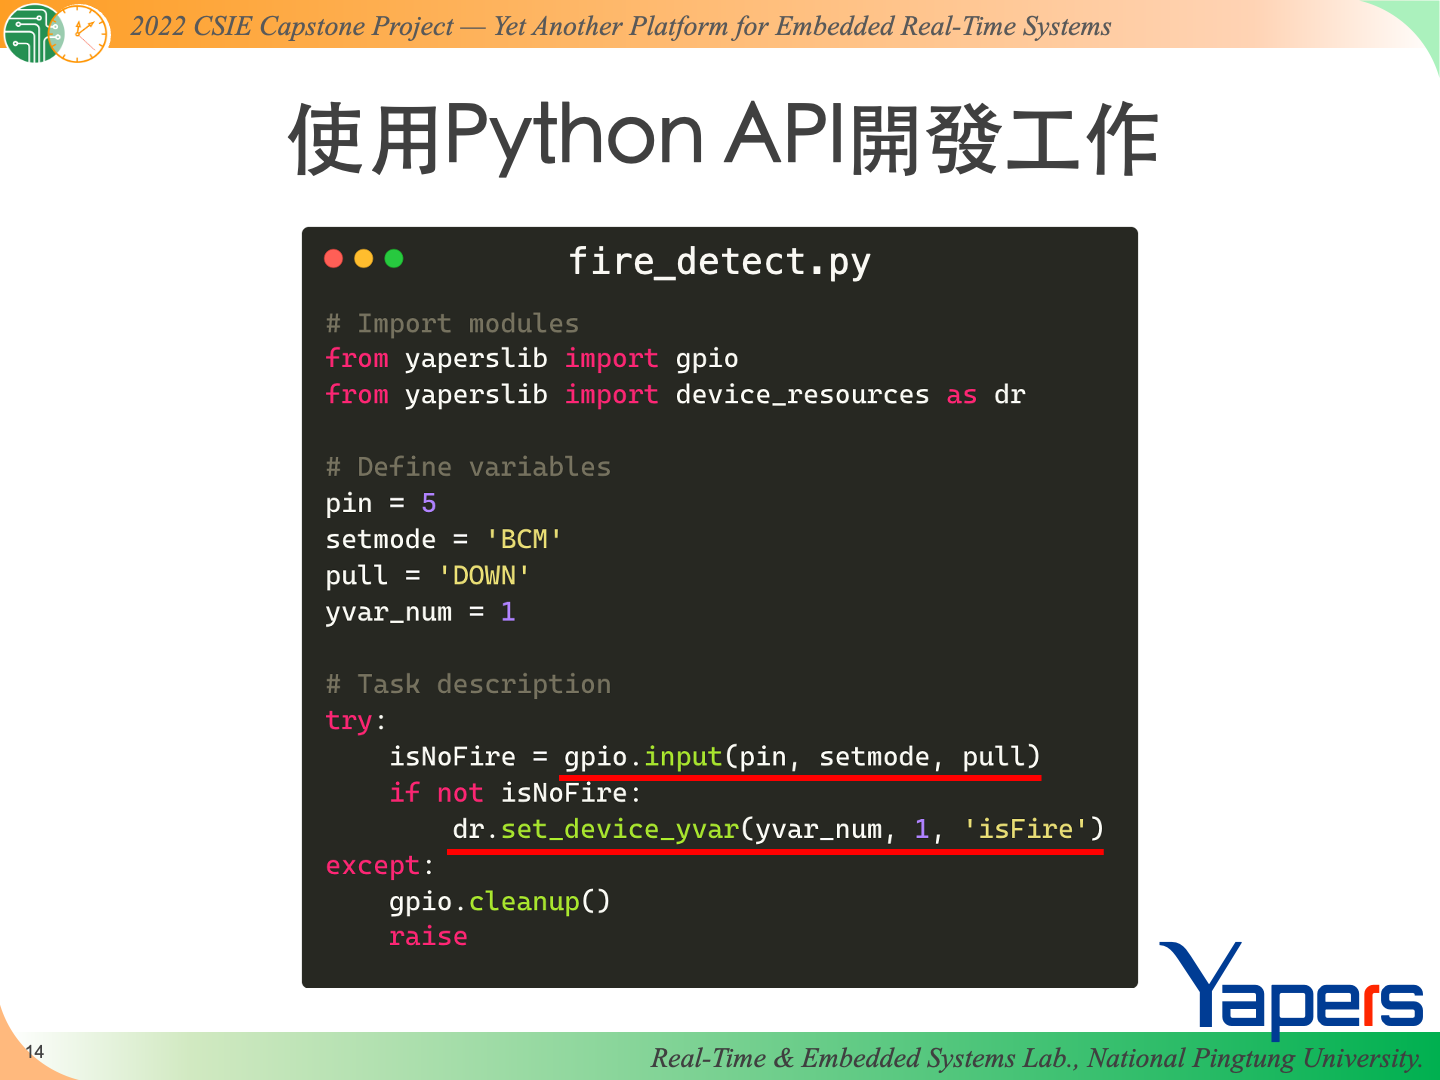 2022 CSIE Capstone Project — Yet Another Platform for Embedded Real-Time Systems
使用Python API開發工作
fire_detect.py
# Import modules
from yaperslib import gpio
from yaperslib import device_resources as dr
# Define variables
pin = 5
setmode = 'BCM'
pull = 'DOWN'
yvar_num = 1
# Task description
try:
    isNoFire = gpio.input(pin, setmode, pull)
    if not isNoFire:
        dr.set_device_yvar(yvar_num, 1, 'isFire')
except:
    gpio.cleanup()
    raise
Yapers
14
Real-Time & Embedded Systems Lab., National Pingtung University.